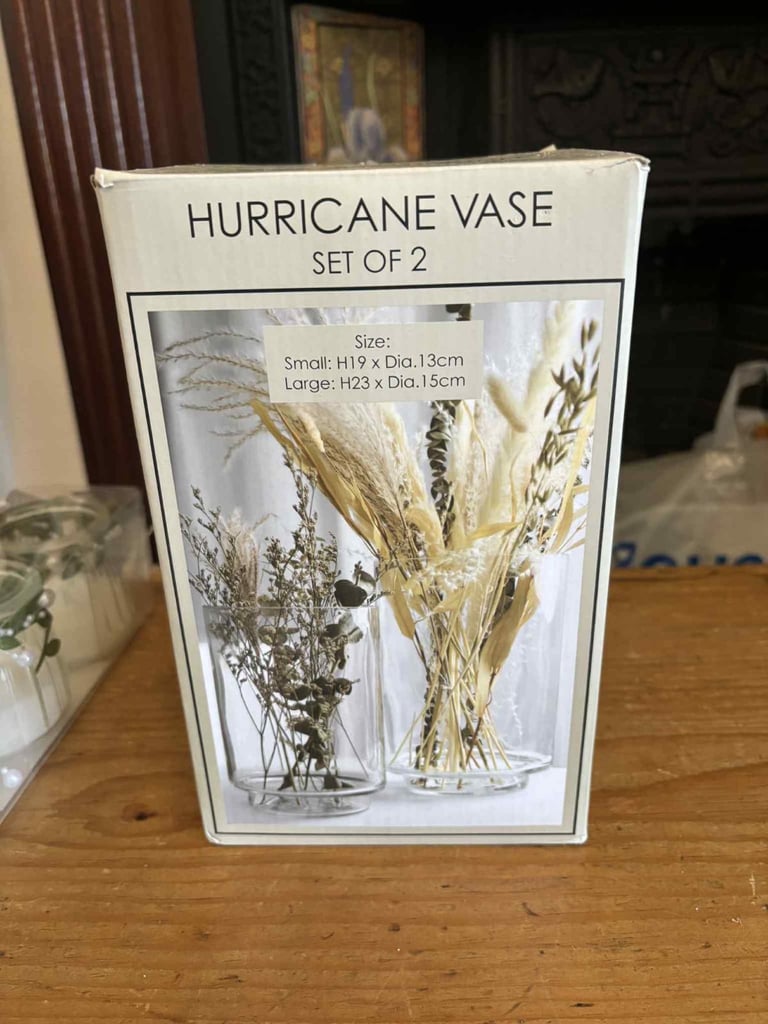 HURRICANE VASE
SET OF 2
Size:
Small: H19 x Dia.13cm
Large: H23 x Dia.15cm